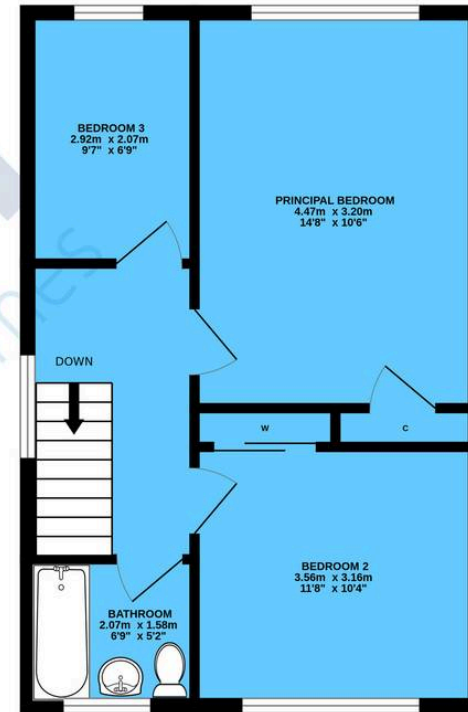 BEDROOM 3
2.92m x 2.07m
9'7" x 6'9"
PRINCIPAL BEDROOM
4.47m x 3.20m
14'8" x 10'6"
DOWN
W
C
BEDROOM 2
3.56m x 3.16m
11'8" x 10'4"
BATHROOM
2.07m x 1.58m
6'9" x 5'2"